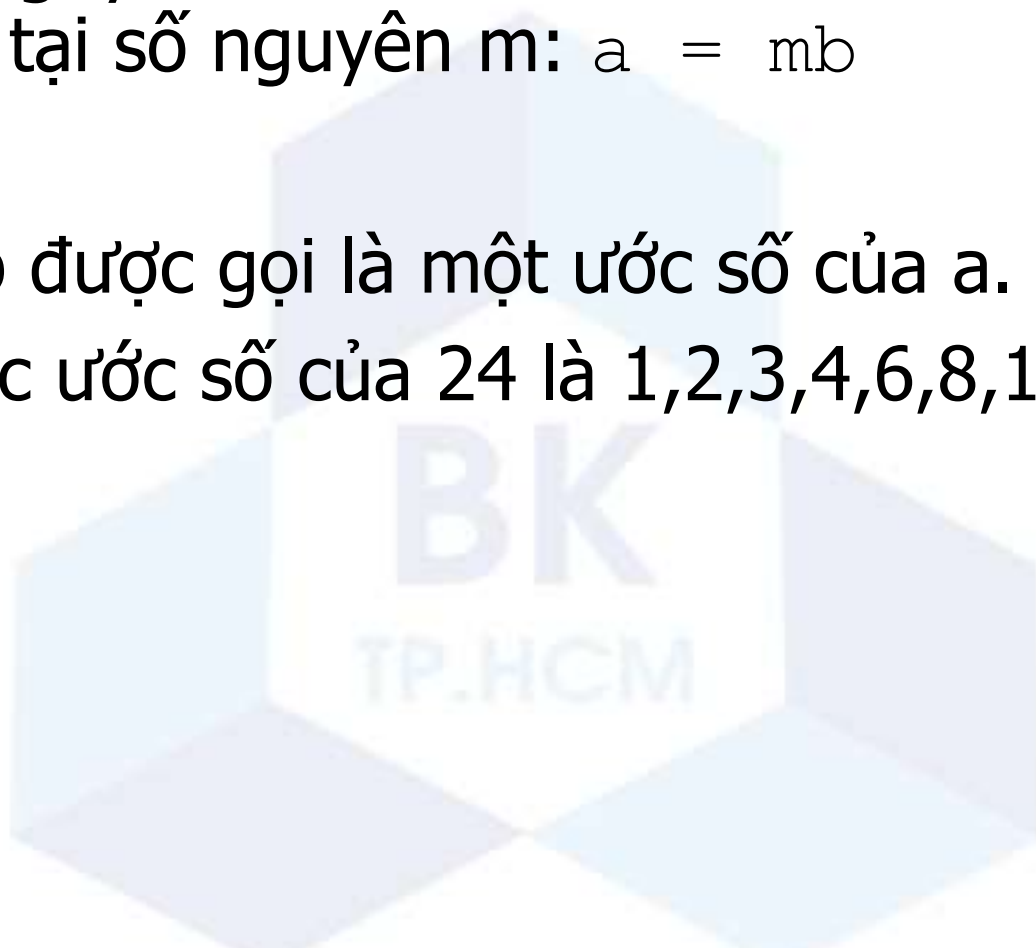 tại số nguyên m: a = mb
được gọi là một ước số của a.
ước số của 24 là 1,2,3,4,6,8,1
BK
TP.HCM